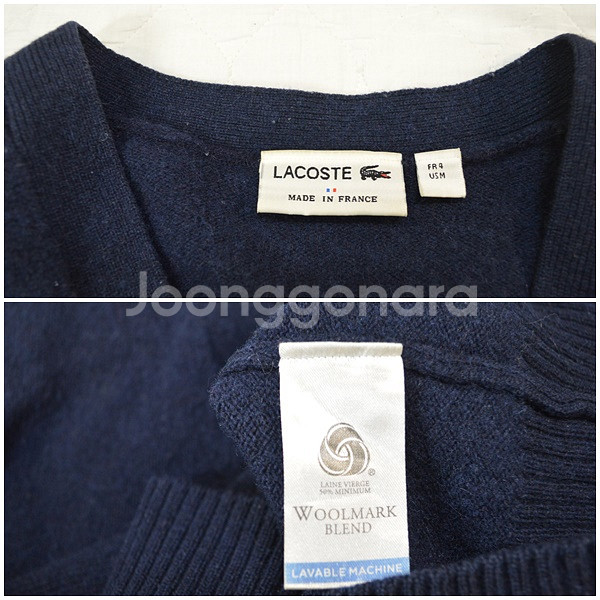 LACOSTE
MADE IN FRANCE
FR 4
US M
Joonggonara
®
LAINE VIERGE
50% MINIMUM
WOOLMARK
BLEND
LAVABLE MACHINE